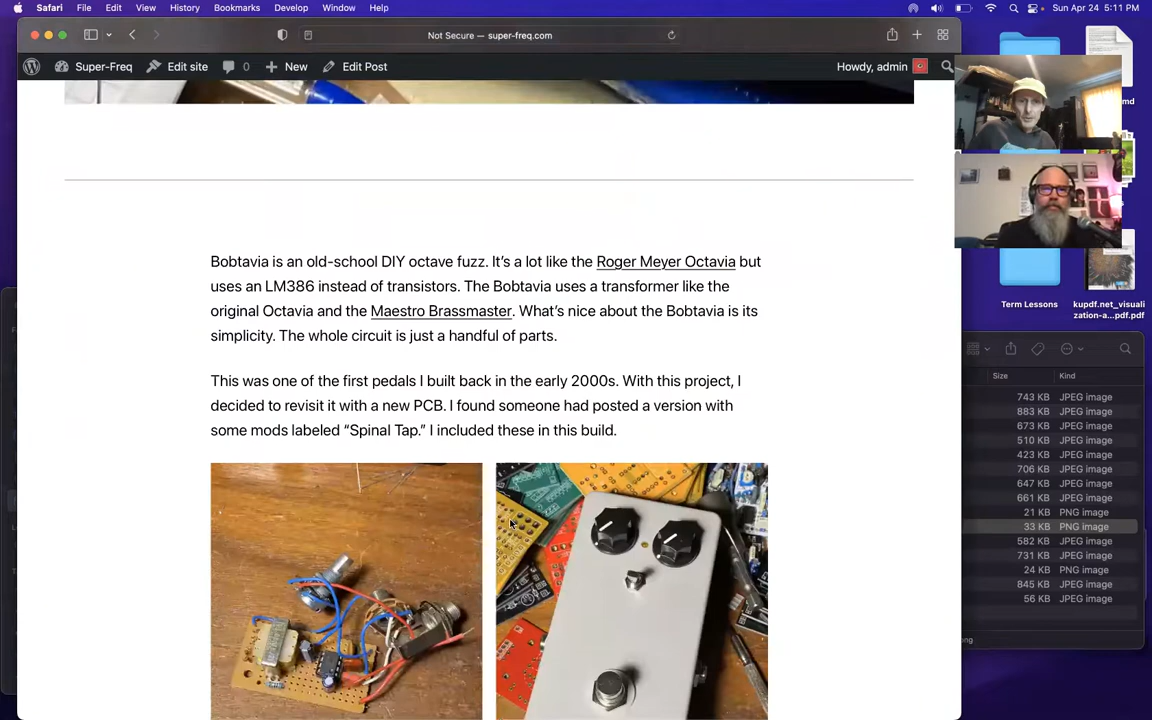 Safari File Edit View History Bookmarks Develop Window Help Sun Apr 24 5:11 PM
Not Secure — super-freq.com
Super-Freq Edit site 0 New Edit Post Howdy, admin
Bobtavia is an old-school DIY octave fuzz. It's a lot like the Roger Meyer Octavia but
uses an LM386 instead of transistors. The Bobtavia uses a transformer like the
original Octavia and the Maestro Brassmaster. What's nice about the Bobtavia is its
simplicity. The whole circuit is just a handful of parts.
This was one of the first pedals I built back in the early 2000s. With this project, I
decided to revisit it with a new PCB. I found someone had posted a version with
some mods labeled “Spinal Tap.” I included these in this build.
md
Term Lessons
kupdf.net_visuali
zation-a...pdf.pdf
Size Kind
743 KB JPEG image
883 KB JPEG image
673 KB JPEG image
510 KB JPEG image
423 KB JPEG image
706 KB JPEG image
647 KB JPEG image
661 KB JPEG image
21 KB PNG image
33 KB PNG image
582 KB JPEG image
731 KB JPEG image
24 KB PNG image
845 KB JPEG image
56 KB JPEG image